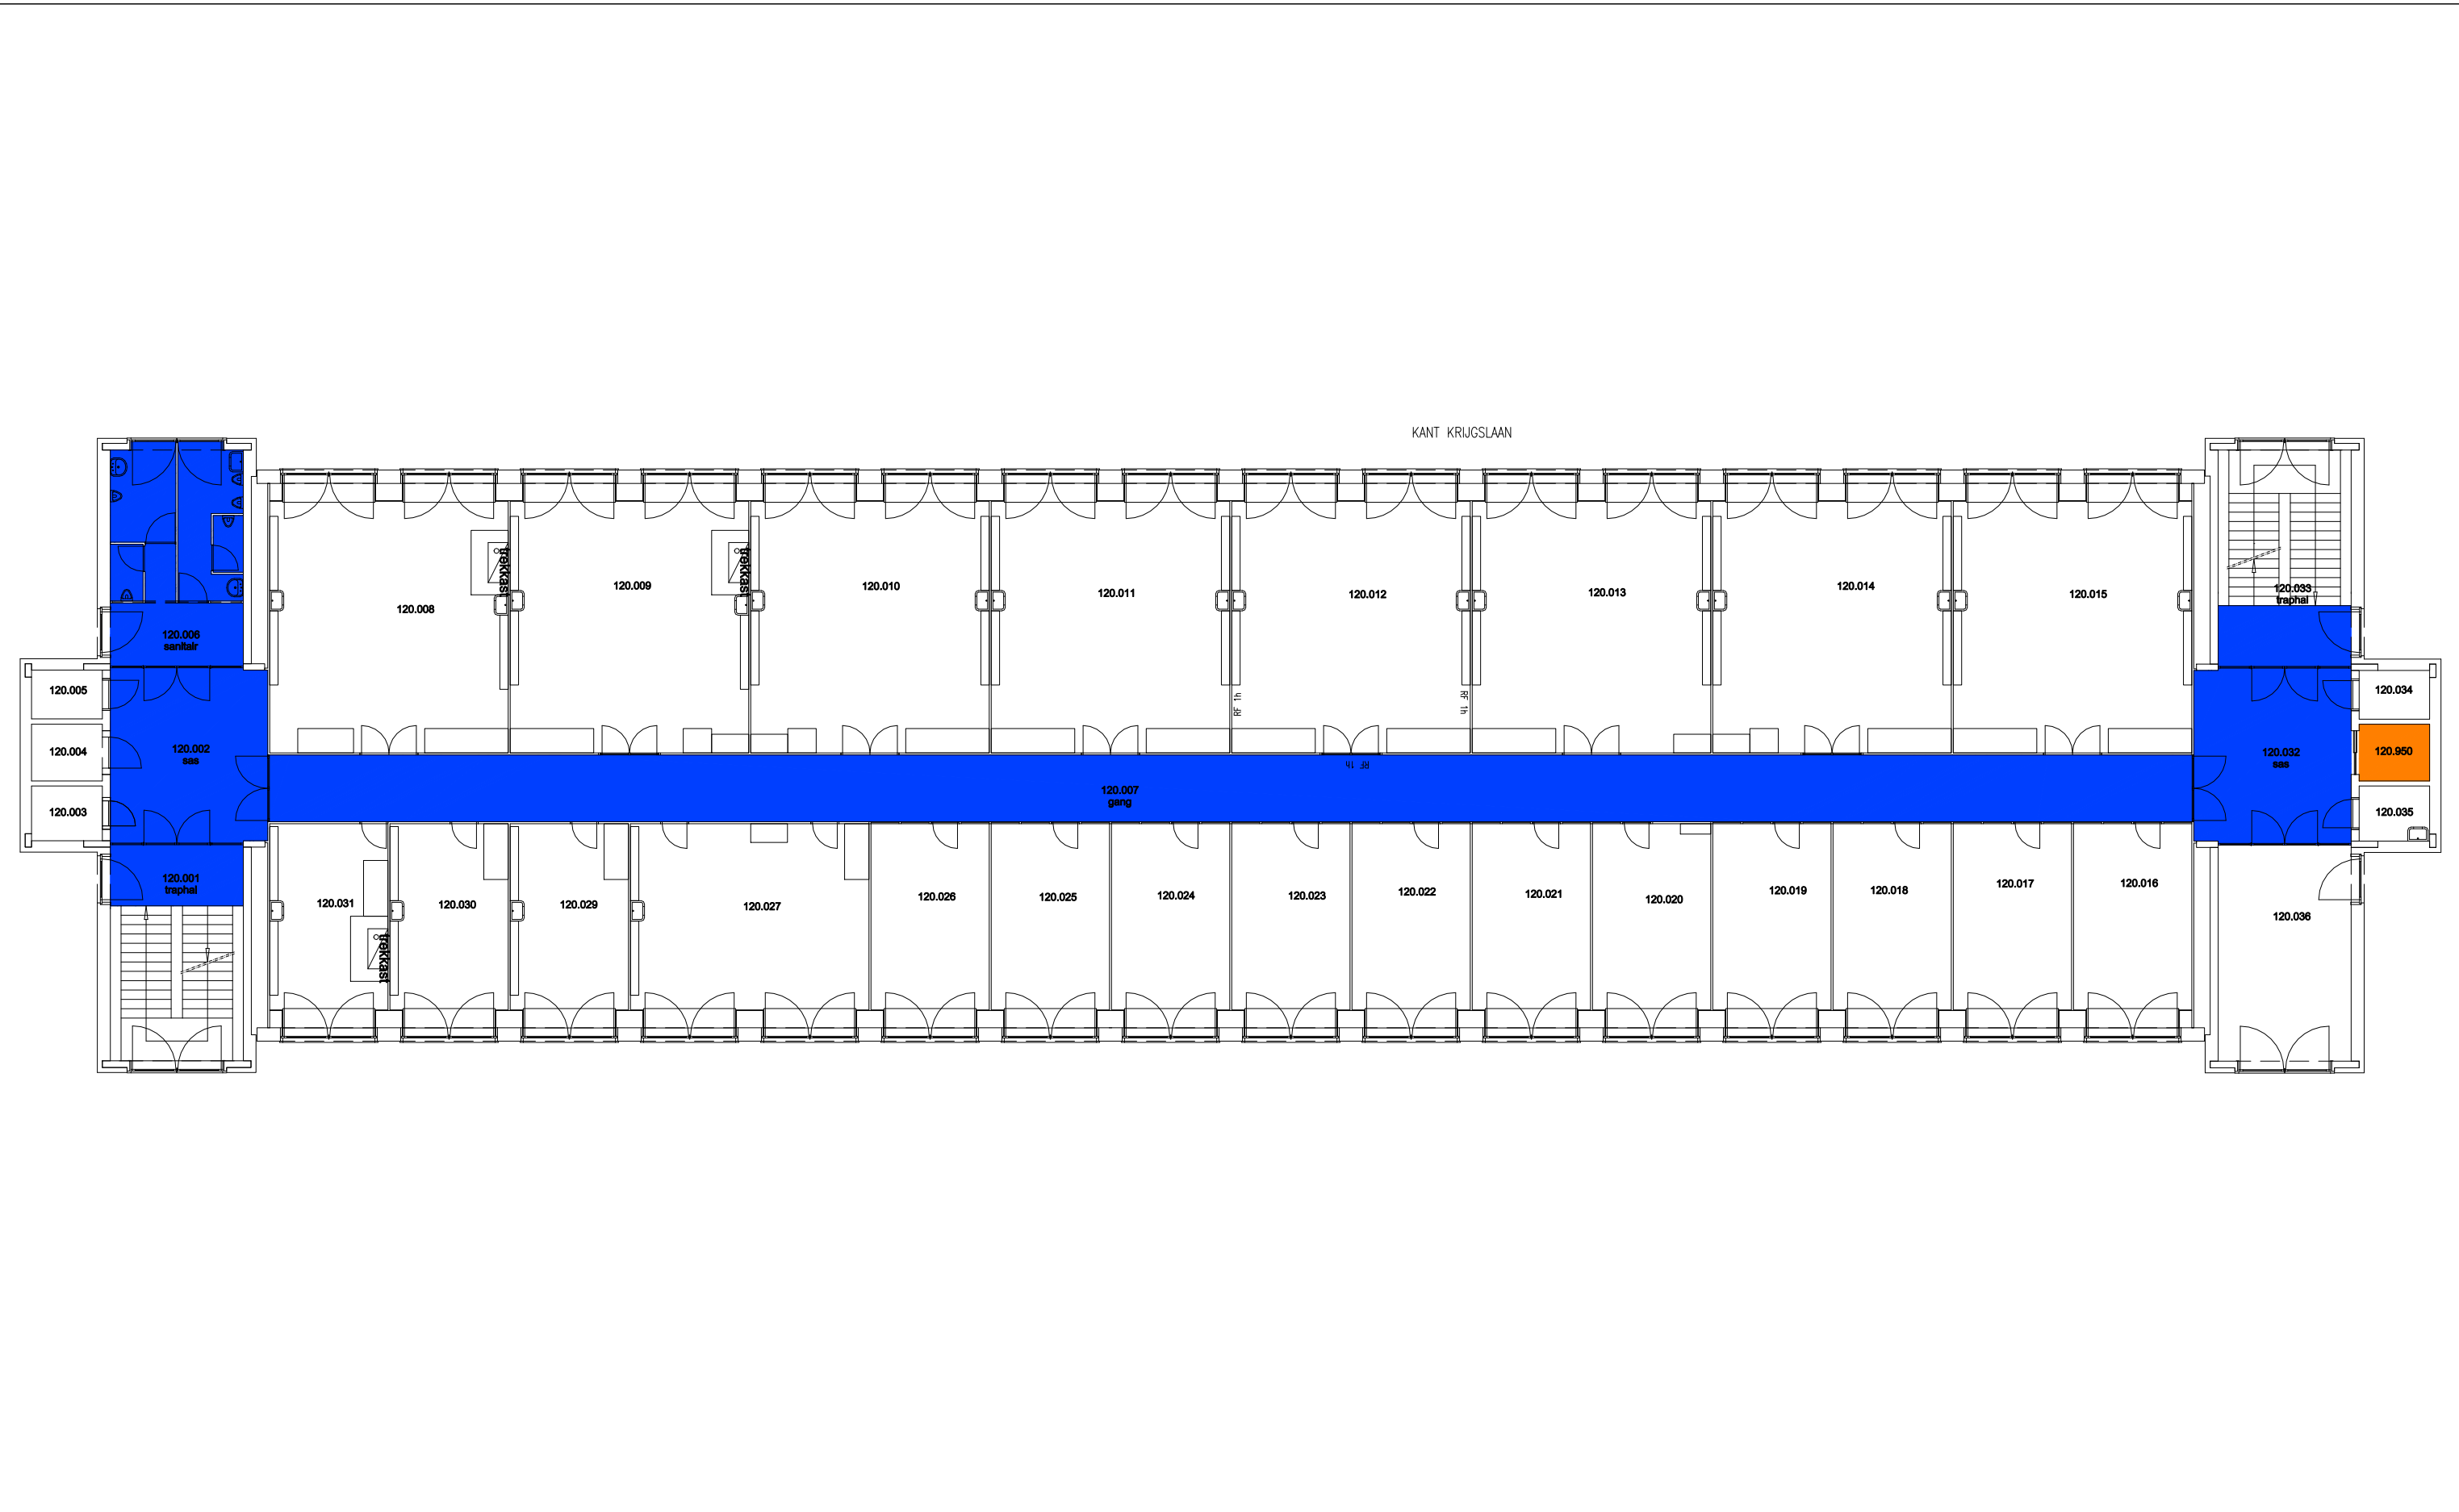 KANT KRIJGSLAAN
120.008
trekkast
120.009
trekkast
120.010
120.011
120.012
120.013
120.014
120.015
120.033
traphal
120.006
sanitair
120.005
120.004
120.003
120.002
sas
RF 1h
RF 1h
RF 1h
120.007
gang
120.032
sas
120.034
120.950
120.035
120.001
traphal
120.031
trekkast
120.030
120.029
120.027
120.026
120.025
120.024
120.023
120.022
120.021
120.020
120.019
120.018
120.017
120.016
120.036